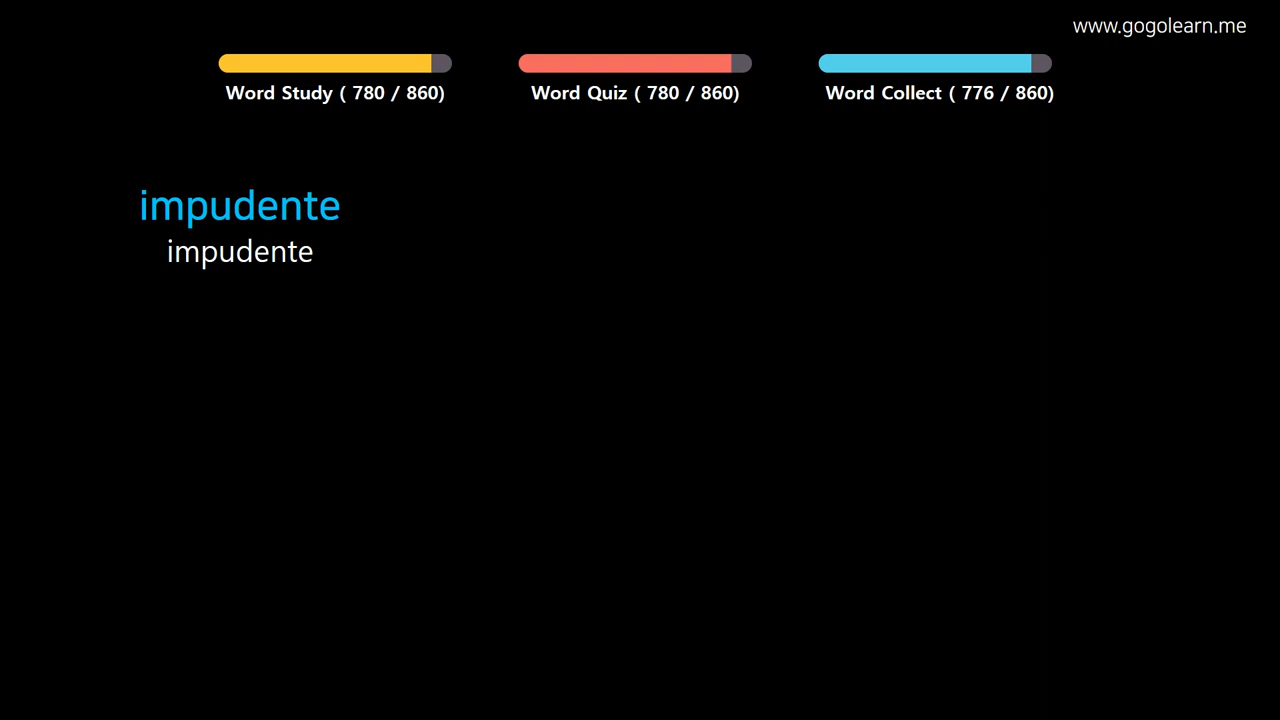 www.gogolearn.me
Word Study ( 780 / 860)
Word Quiz ( 780 / 860)
Word Collect ( 776 / 860)
impudente
impudente